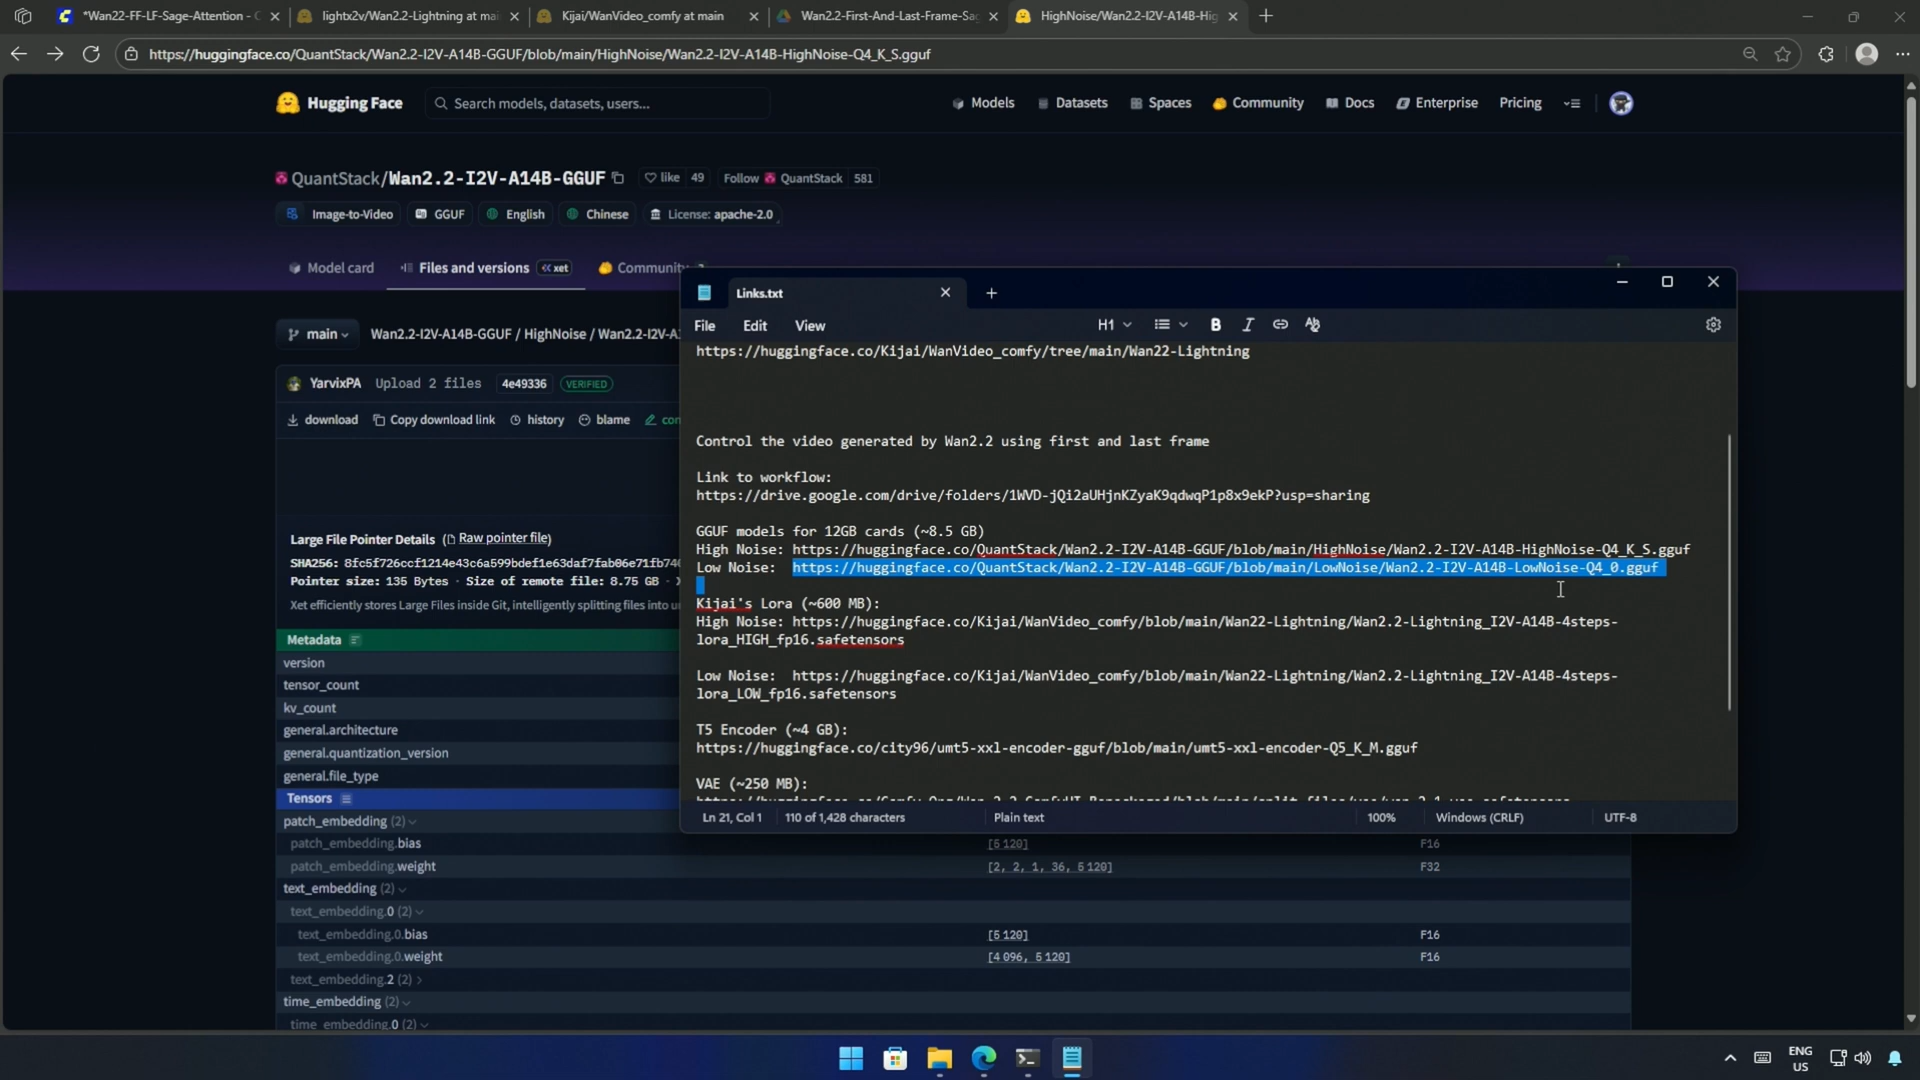 *Wan22-FF-LF-Sage-Attention - C
lightx2v/Wan2.2-Lightning at mai
Kijai/WanVideo_comfy at main
Wan2.2-First-And-Last-Frame-Sag
HighNoise/Wan2.2-I2V-A14B-Hig
https://huggingface.co/QuantStack/Wan2.2-I2V-A14B-GGUF/blob/main/HighNoise/Wan2.2-I2V-A14B-HighNoise-Q4_K_S.gguf
Hugging Face
Search models, datasets, users...
Models
Datasets
Spaces
Community
Docs
Enterprise
Pricing
QuantStack/Wan2.2-I2V-A14B-GGUF
like 49
Follow QuantStack 581
Image-to-Video
GGUF
English
Chinese
License: apache-2.0
Model card
Files and versions
xet
Community
main
Wan2.2-I2V-A14B-GGUF / HighNoise / Wan2.2-I2V-A
YarvixPA
Upload 2 files
4e49336
VERIFIED
download
Copy download link
history
blame
con
Large File Pointer Details ( Raw pointer file)
SHA256: 8fc5f726ccf1214e43c6a599bdef1e63daf7fab06e71fb74
Pointer size: 135 Bytes · Size of remote file: 8.75 GB · X
Xet efficiently stores Large Files inside Git, intelligently splitting files into u
Metadata
version
tensor_count
kv_count
general.architecture
general.quantization_version
general.file_type
Tensors
patch_embedding (2)
patch_embedding.bias [5 120] F16
patch_embedding.weight [2, 2, 1, 36, 5 120] F32
text_embedding (2)
text_embedding.0 (2)
text_embedding.0.bias [5 120] F16
text_embedding.0.weight [4 096, 5 120] F16
text_embedding.2 (2)
time_embedding (2)
time_embedding.0 (2)
Links.txt
File
Edit
View
H1
B
I
https://huggingface.co/Kijai/WanVideo_comfy/tree/main/Wan22-Lightning
Control the video generated by Wan2.2 using first and last frame
Link to workflow:
https://drive.google.com/drive/folders/1WVD-jQi2aUHjnKZyaK9qdwqP1p8x9ekP?usp=sharing
GGUF models for 12GB cards (~8.5 GB)
High Noise: https://huggingface.co/QuantStack/Wan2.2-I2V-A14B-GGUF/blob/main/HighNoise/Wan2.2-I2V-A14B-HighNoise-Q4_K_S.gguf
Low Noise: https://huggingface.co/QuantStack/Wan2.2-I2V-A14B-GGUF/blob/main/LowNoise/Wan2.2-I2V-A14B-LowNoise-Q4_0.gguf
Kijai's Lora (~600 MB):
High Noise: https://huggingface.co/Kijai/WanVideo_comfy/blob/main/Wan22-Lightning/Wan2.2-Lightning_I2V-A14B-4steps-
lora_HIGH_fp16.safetensors
Low Noise: https://huggingface.co/Kijai/WanVideo_comfy/blob/main/Wan22-Lightning/Wan2.2-Lightning_I2V-A14B-4steps-
lora_LOW_fp16.safetensors
T5 Encoder (~4 GB):
https://huggingface.co/city96/umt5-xxl-encoder-gguf/blob/main/umt5-xxl-encoder-Q5_K_M.gguf
VAE (~250 MB):
Ln 21, Col 1
110 of 1,428 characters
Plain text
100%
Windows (CRLF)
UTF-8
ENG
US